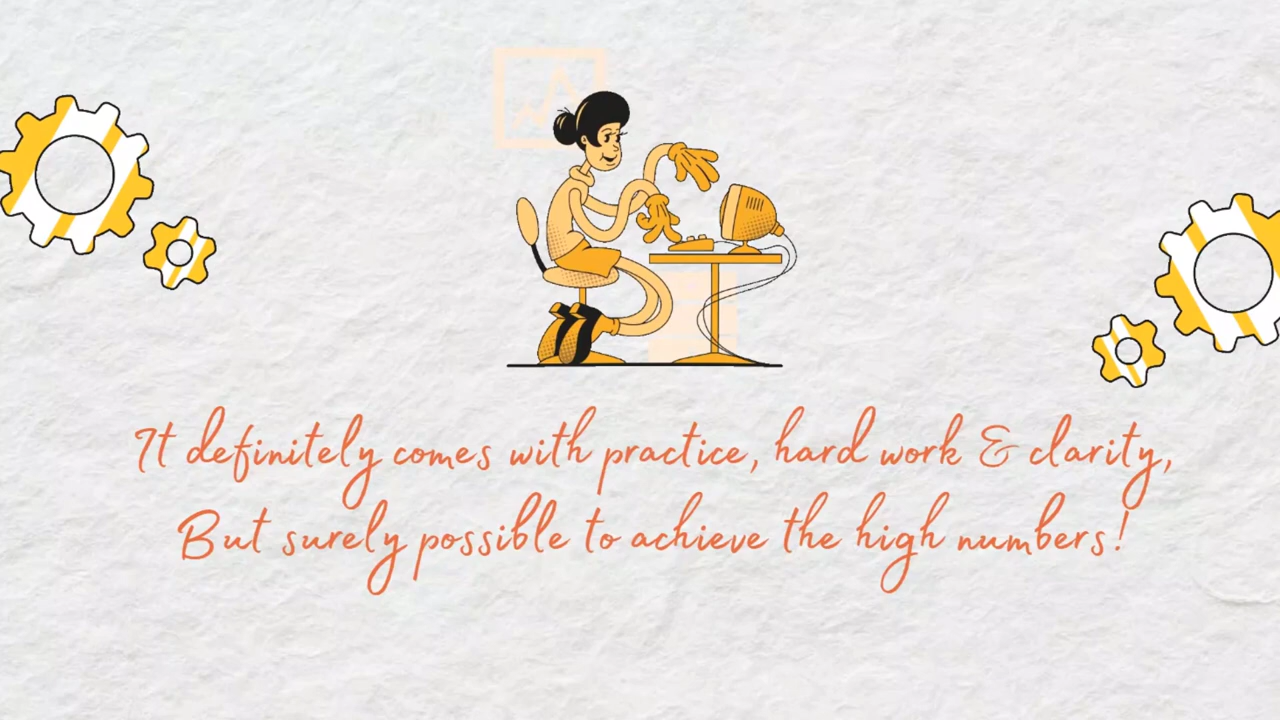 It definitely comes with practice, hard work & clarity,
But surely possible to achieve the high numbers!